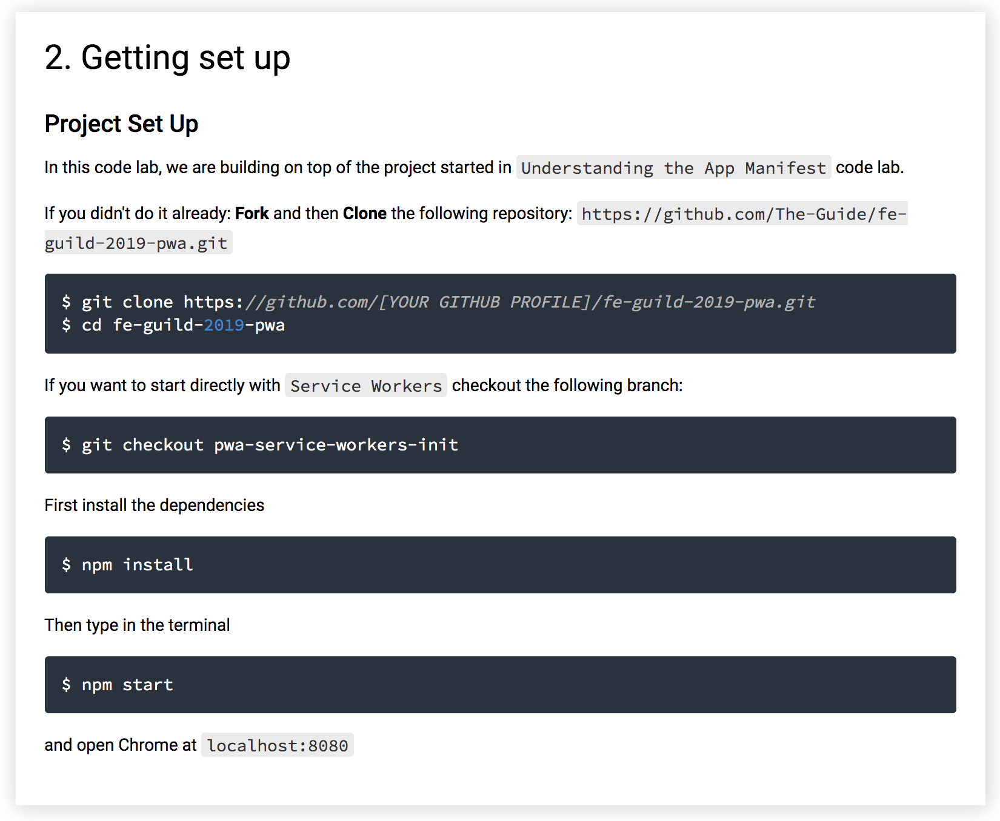 2. Getting set up
Project Set Up
In this code lab, we are building on top of the project started in Understanding the App Manifest code lab.
If you didn't do it already: Fork and then Clone the following repository: https://github.com/The-Guide/fe-
guild-2019-pwa.git
$ git clone https://github.com/[YOUR GITHUB PROFILE]/fe-guild-2019-pwa.git
$ cd fe-guild-2019-pwa
If you want to start directly with Service Workers checkout the following branch:
$ git checkout pwa-service-workers-init
First install the dependencies
$ npm install
Then type in the terminal
$ npm start
and open Chrome at localhost:8080